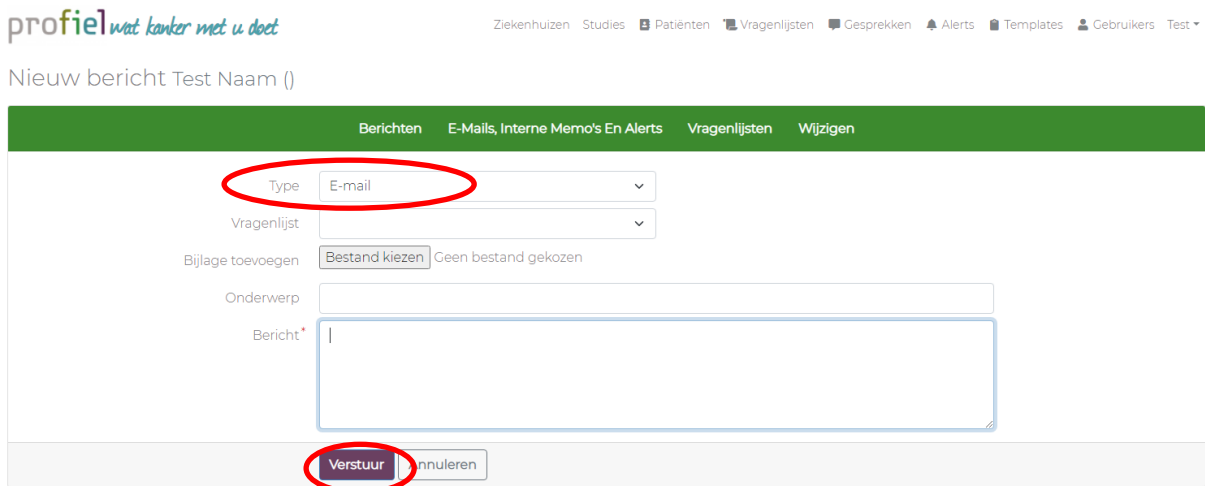 profiel wat kanker met u doet
Ziekenhuizen Studies Patiënten Vragenlijsten Gesprekken Alerts Templates Gebruikers Test
Nieuw bericht Test Naam ()
Berichten E-Mails, Interne Memo's En Alerts Vragenlijsten Wijzigen
Type E-mail
Vragenlijst
Bijlage toevoegen Bestand kiezen Geen bestand gekozen
Onderwerp
Bericht*
Verstuur Annuleren